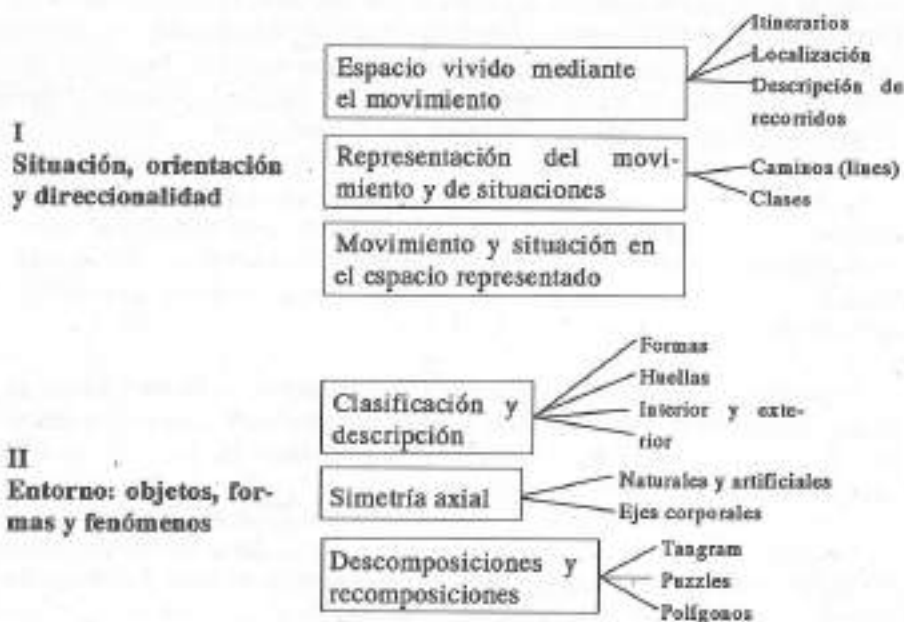 Itinerarios
Espacio vivido mediante
el movimiento
Localización
Descripción de
recorridos
I
Situación, orientación
y direccionalidad
Representación del movi-
miento y de situaciones
Caminos (lines)
Clases
Movimiento y situación en
el espacio representado
Formas
Huellas
Clasificación y
descripción
Interior y exte-
rior
II
Entorno: objetos, for-
mas y fenómenos
Simetría axial
Naturales y artificiales
Ejes corporales
Descomposiciones y
recomposiciones
Tangram
Puzzles
Polígonos